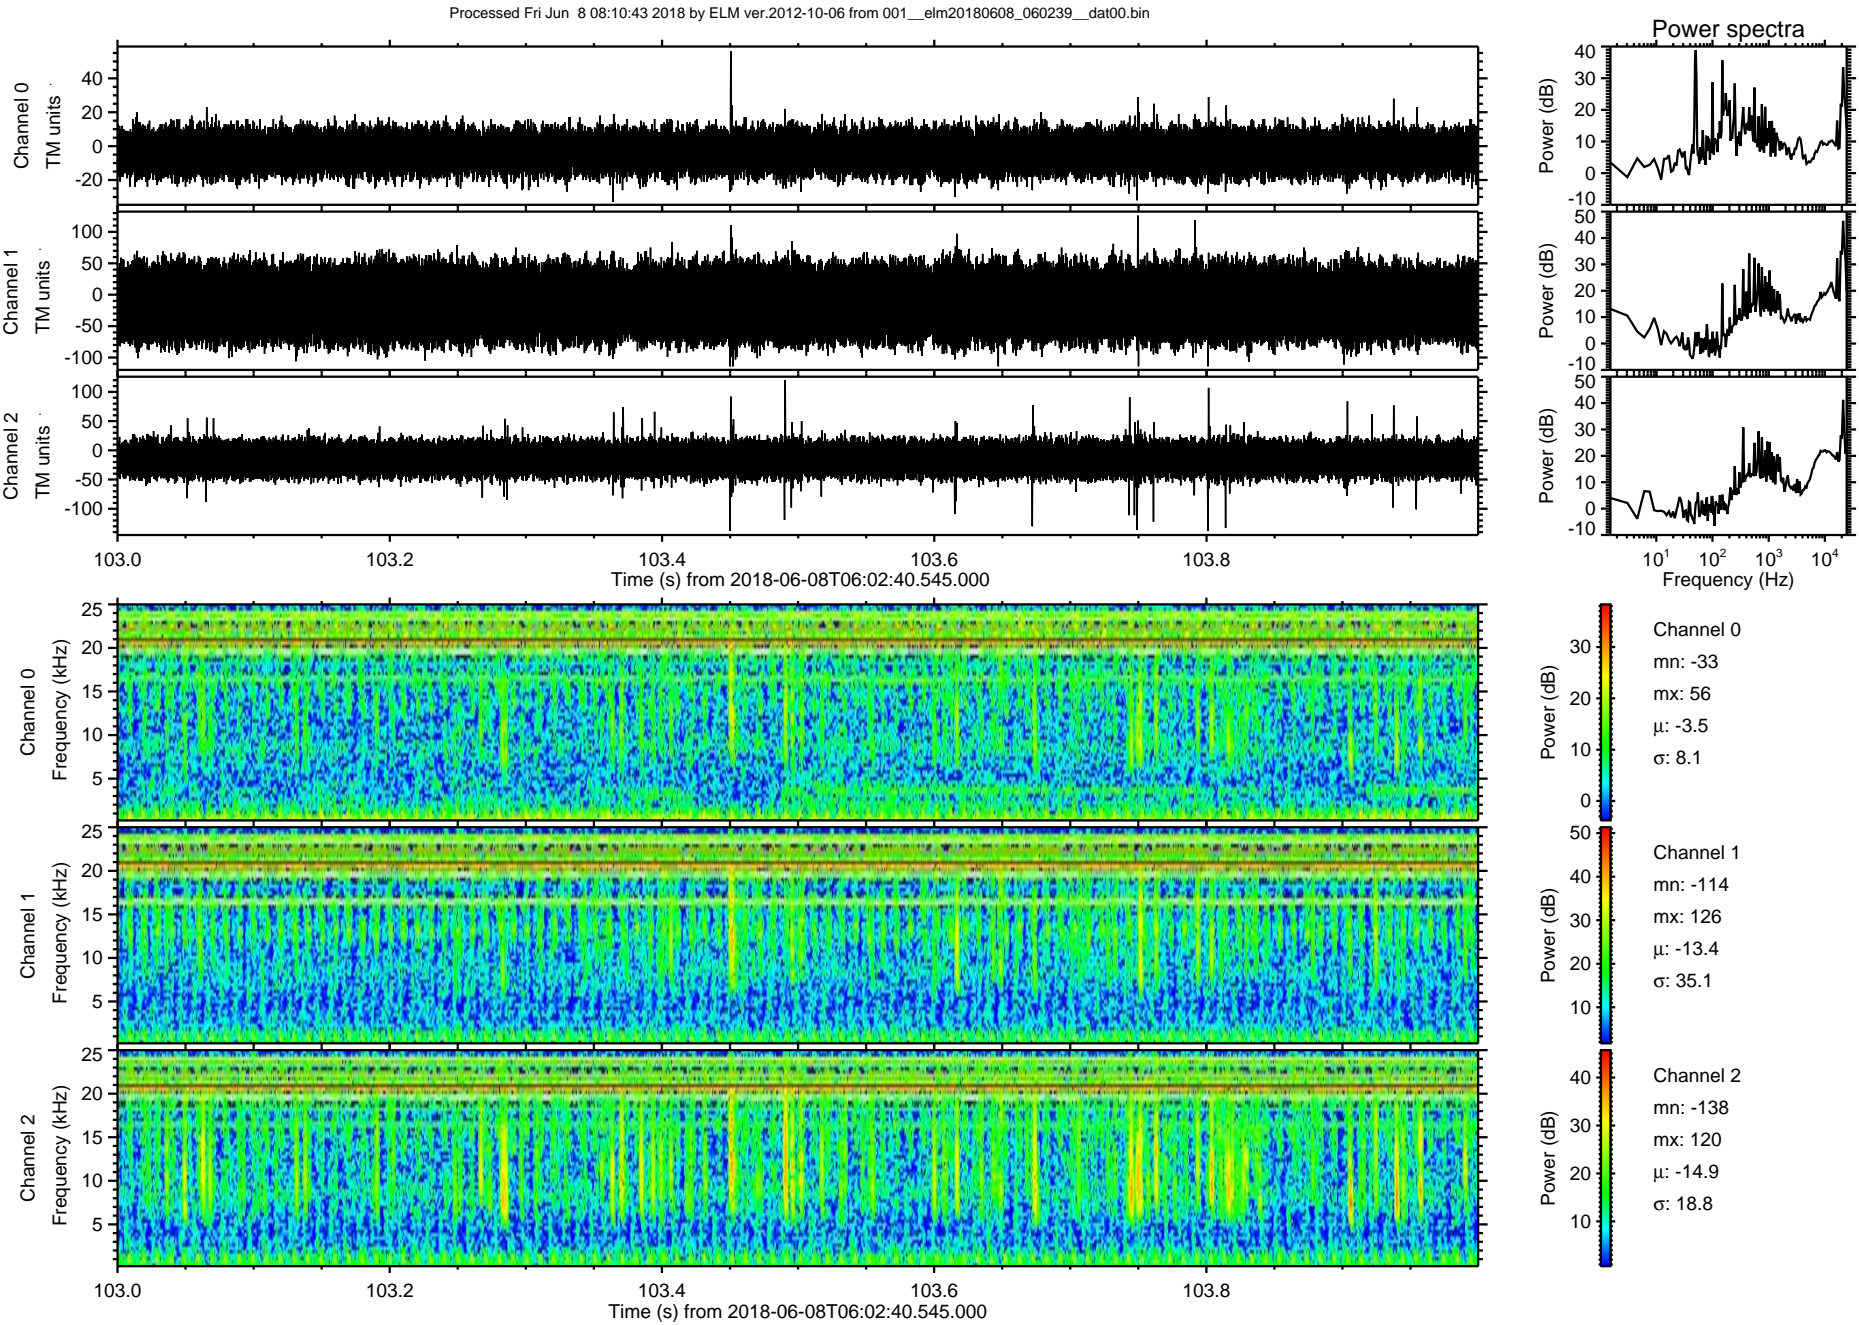 Processed Fri Jun  8 08:10:43 2018 by ELM ver.2012-10-06 from 001__elm20180608_060239__dat00.bin
Power spectra
Channel 0
TM units
40
20
0
-20
Power (dB)
40
30
20
10
0
-10
Channel 1
TM units
100
50
0
-50
-100
Power (dB)
50
40
30
20
10
0
-10
Channel 2
TM units
100
50
0
-50
-100
Power (dB)
50
40
30
20
10
0
-10
103.0 103.2 103.4 103.6 103.8
Time (s) from 2018-06-08T06:02:40.545.000
10^1 10^2 10^3 10^4
Frequency (Hz)
Channel 0
Frequency (kHz)
25
20
15
10
5
Power (dB)
30
20
10
0
Channel 0
mn: -33
mx: 56
μ: -3.5
σ: 8.1
Channel 1
Frequency (kHz)
25
20
15
10
5
Power (dB)
50
40
30
20
10
Channel 1
mn: -114
mx: 126
μ: -13.4
σ: 35.1
Channel 2
Frequency (kHz)
25
20
15
10
5
Power (dB)
40
30
20
10
Channel 2
mn: -138
mx: 120
μ: -14.9
σ: 18.8
103.0 103.2 103.4 103.6 103.8
Time (s) from 2018-06-08T06:02:40.545.000